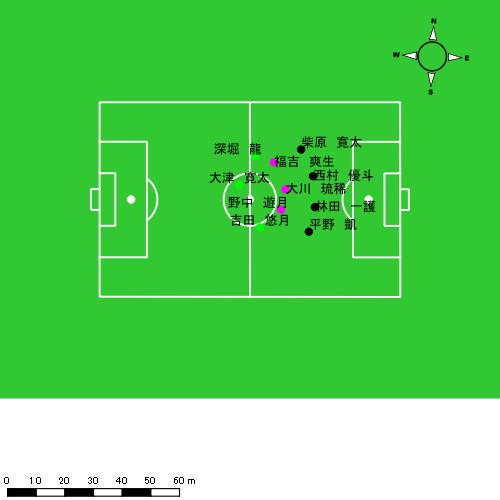 N
W E
S
柴原 寛太
深堀 龍
福吉 爽生
西村 優斗
大津 寛太
大川 琉稀
野中 遊月
林田 一護
吉田 悠月
平野 凱
0 10 20 30 40 50 60 m